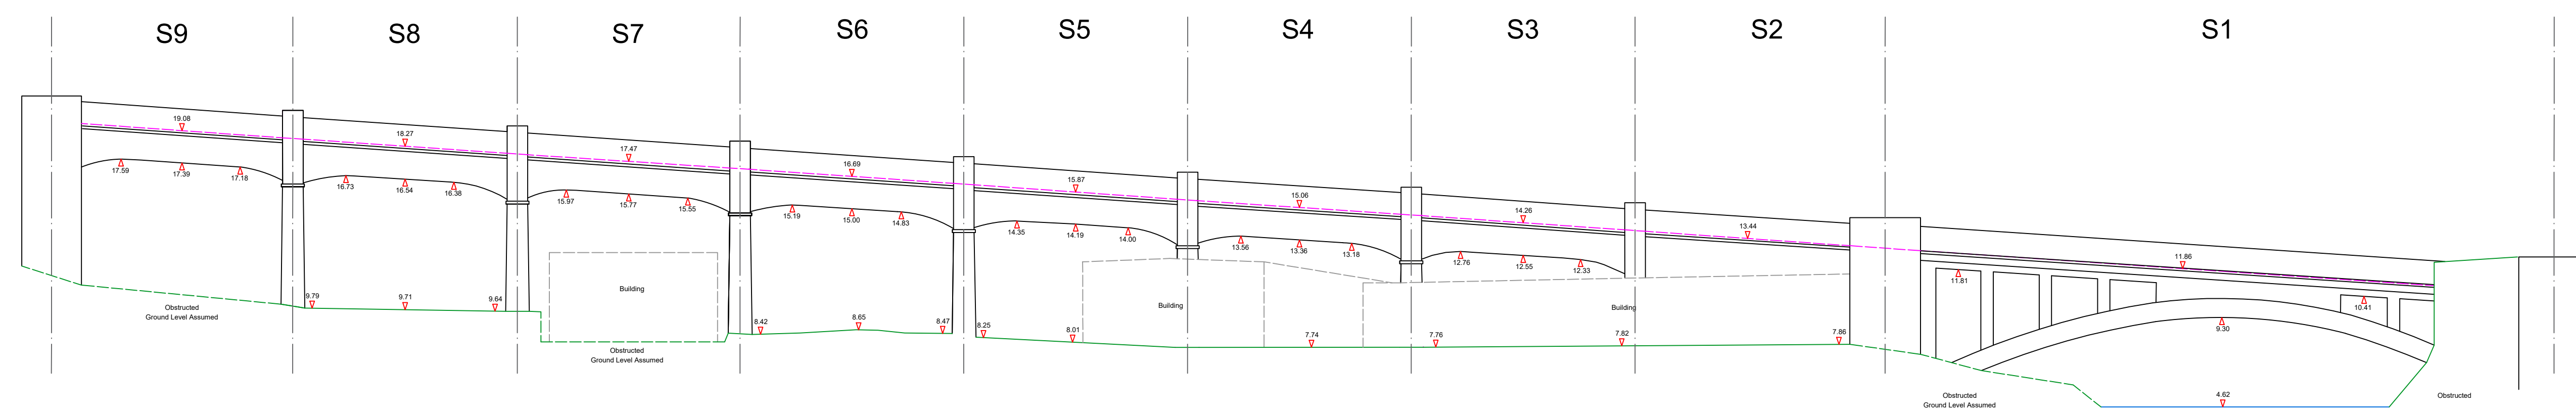 S9
S8
S7
S6
S5
S4
S3
S2
S1
19.08
18.27
17.47
16.69
15.87
15.06
14.26
13.44
11.86
17.59
17.39
17.18
16.73
16.54
16.38
15.97
15.77
15.55
15.19
15.00
14.83
14.35
14.19
14.00
13.56
13.36
13.18
12.76
12.55
12.33
11.81
10.41
9.30
Building
Building
Building
9.79
9.71
9.64
8.42
8.65
8.47
8.25
8.01
7.74
7.76
7.82
7.86
4.62
Obstructed
Ground Level Assumed
Obstructed
Ground Level Assumed
Obstructed
Ground Level Assumed
Obstructed